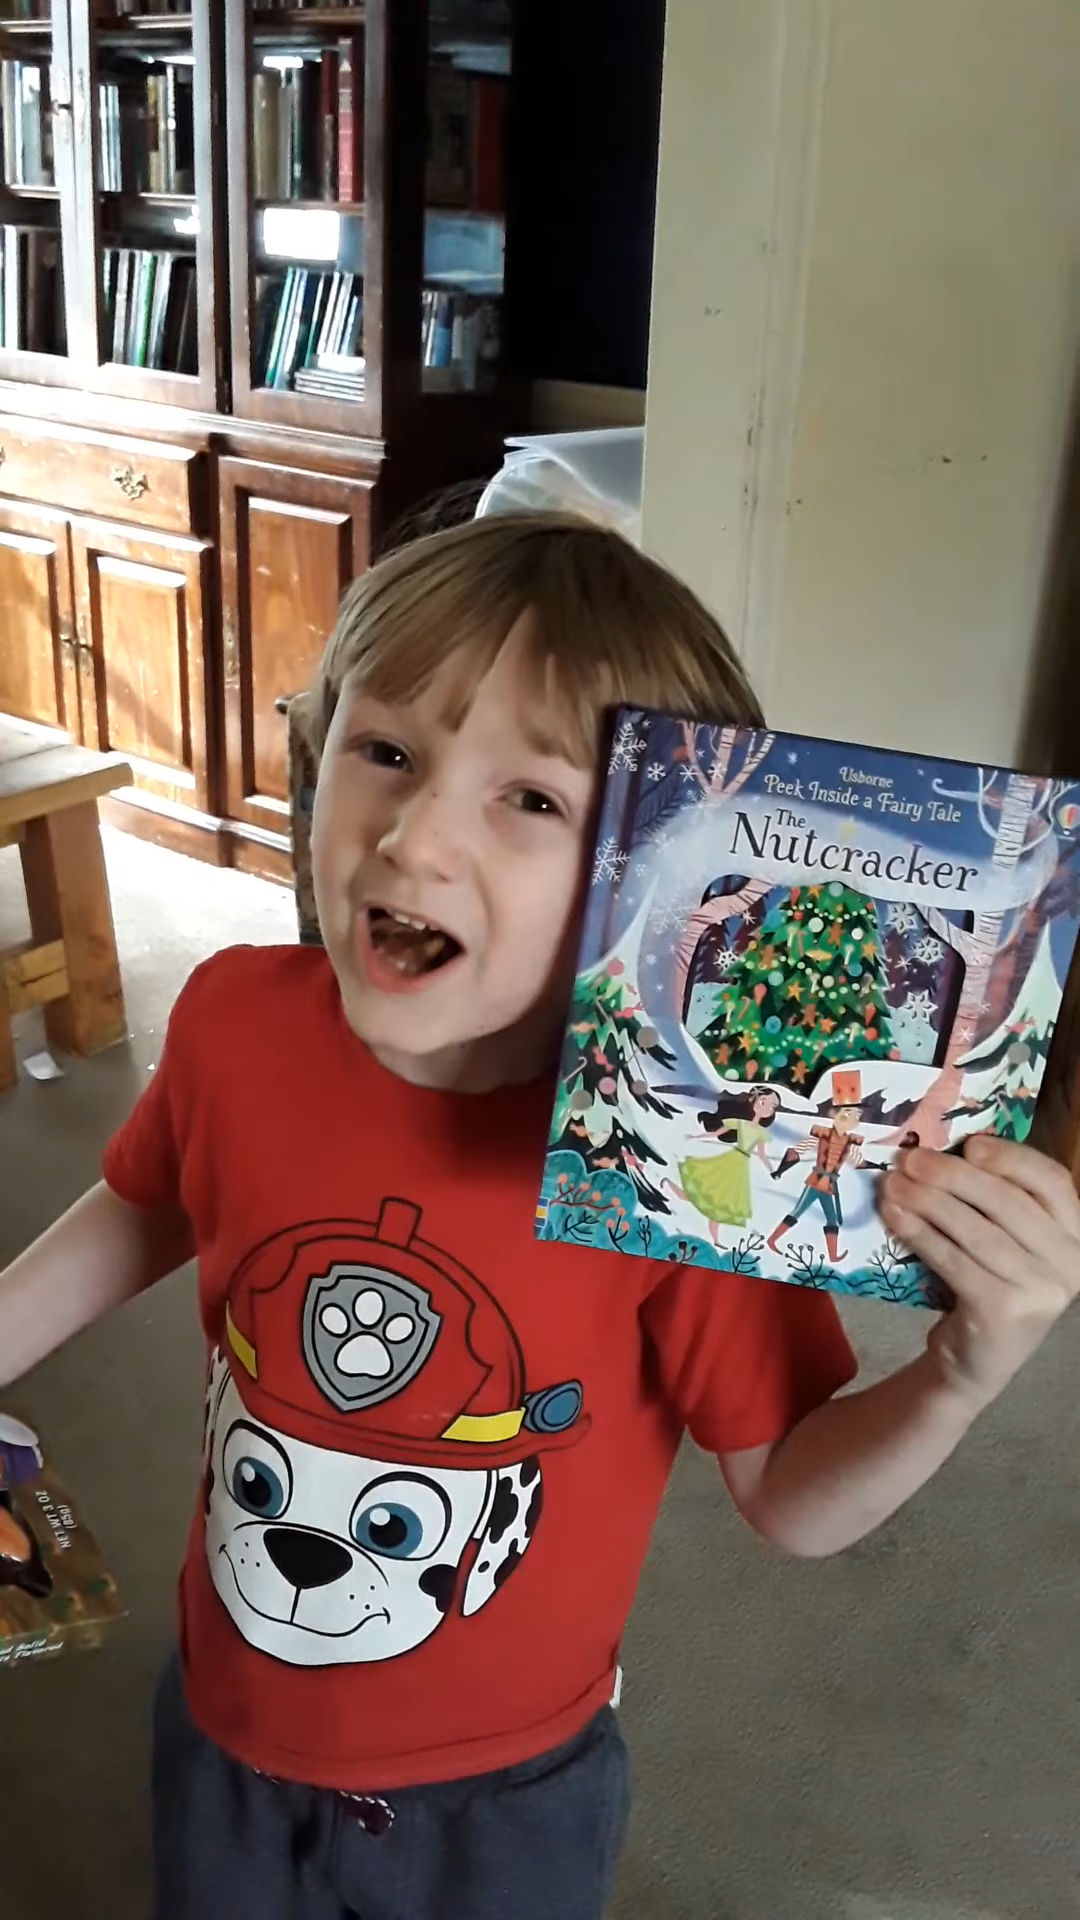 Usborne
Peek Inside a Fairy Tale
The
Nutcracker
NET WT 3 OZ
(85g)